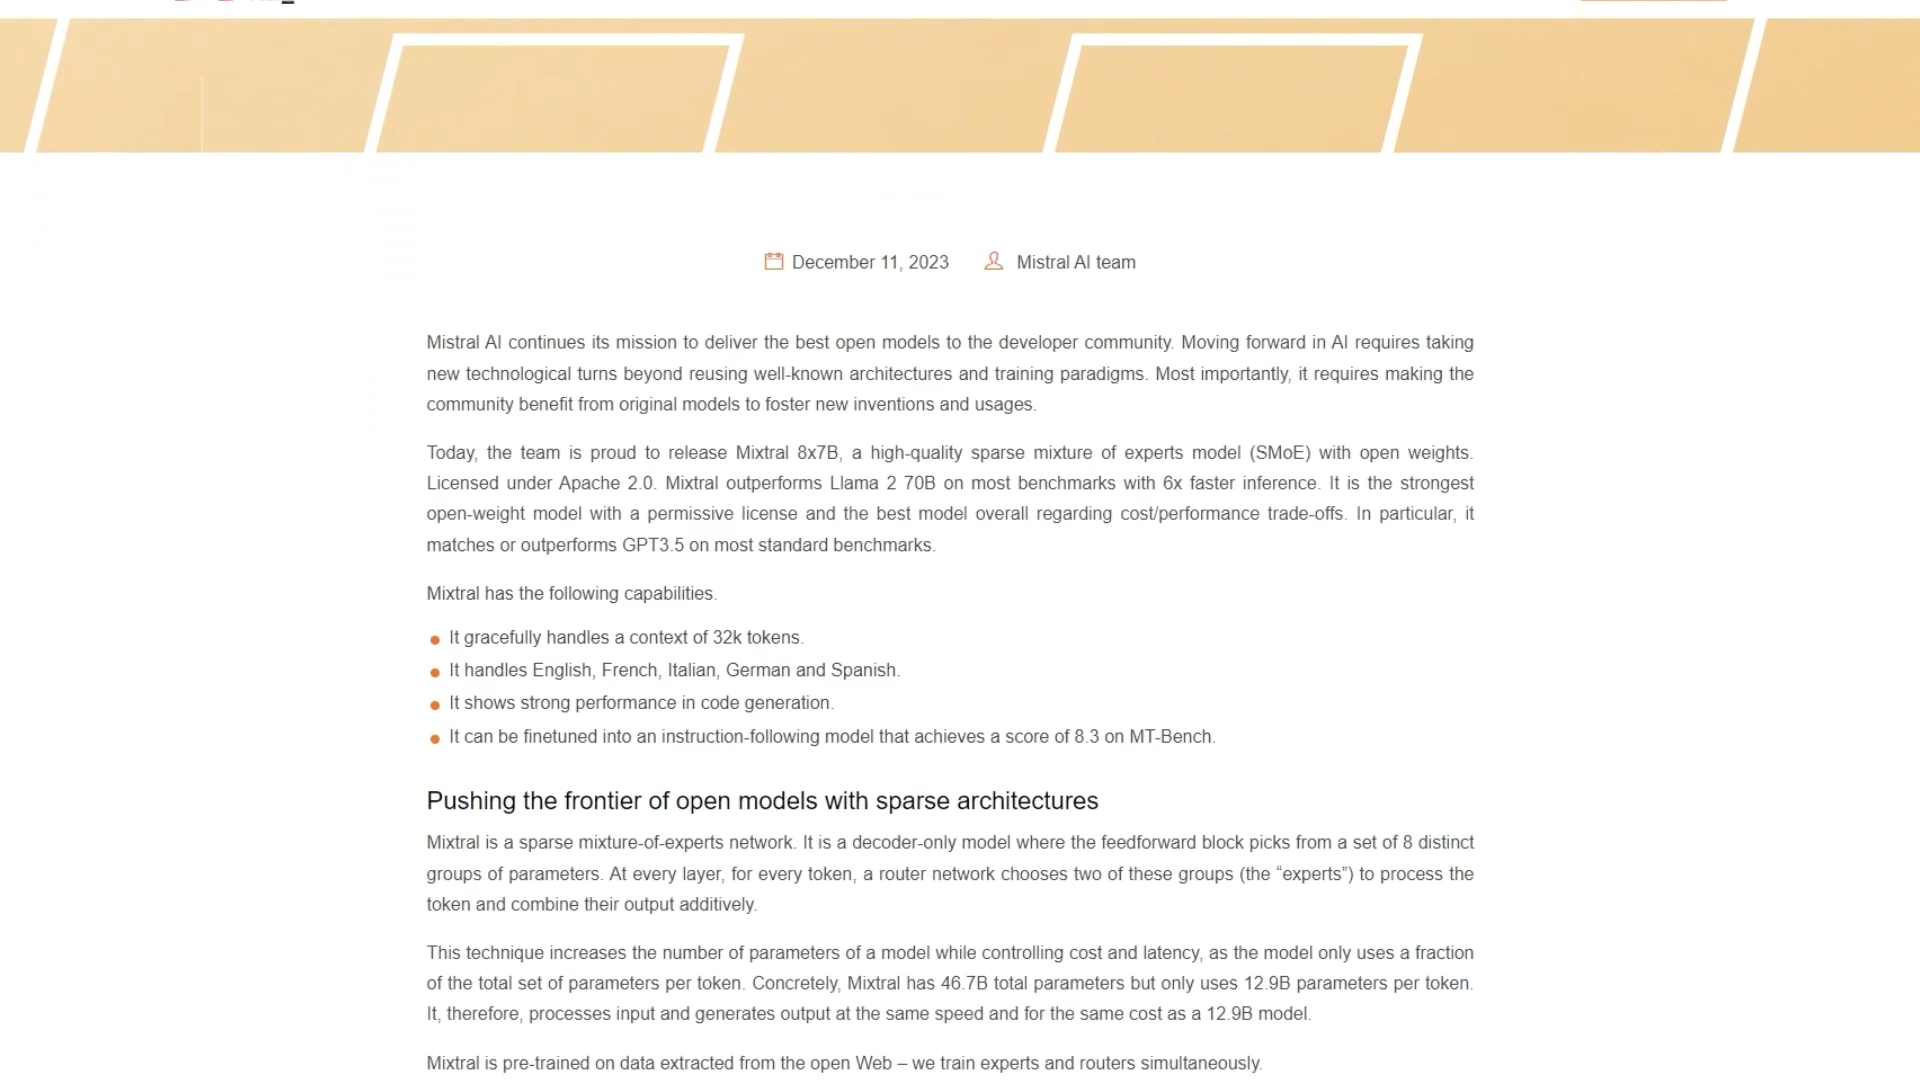 December 11, 2023 Mistral AI team
Mistral AI continues its mission to deliver the best open models to the developer community. Moving forward in AI requires taking
new technological turns beyond reusing well-known architectures and training paradigms. Most importantly, it requires making the
community benefit from original models to foster new inventions and usages.
Today, the team is proud to release Mixtral 8x7B, a high-quality sparse mixture of experts model (SMoE) with open weights.
Licensed under Apache 2.0. Mixtral outperforms Llama 2 70B on most benchmarks with 6x faster inference. It is the strongest
open-weight model with a permissive license and the best model overall regarding cost/performance trade-offs. In particular, it
matches or outperforms GPT3.5 on most standard benchmarks.
Mixtral has the following capabilities.
It gracefully handles a context of 32k tokens.
It handles English, French, Italian, German and Spanish.
It shows strong performance in code generation.
It can be finetuned into an instruction-following model that achieves a score of 8.3 on MT-Bench.
Pushing the frontier of open models with sparse architectures
Mixtral is a sparse mixture-of-experts network. It is a decoder-only model where the feedforward block picks from a set of 8 distinct
groups of parameters. At every layer, for every token, a router network chooses two of these groups (the “experts”) to process the
token and combine their output additively.
This technique increases the number of parameters of a model while controlling cost and latency, as the model only uses a fraction
of the total set of parameters per token. Concretely, Mixtral has 46.7B total parameters but only uses 12.9B parameters per token.
It, therefore, processes input and generates output at the same speed and for the same cost as a 12.9B model.
Mixtral is pre-trained on data extracted from the open Web – we train experts and routers simultaneously.